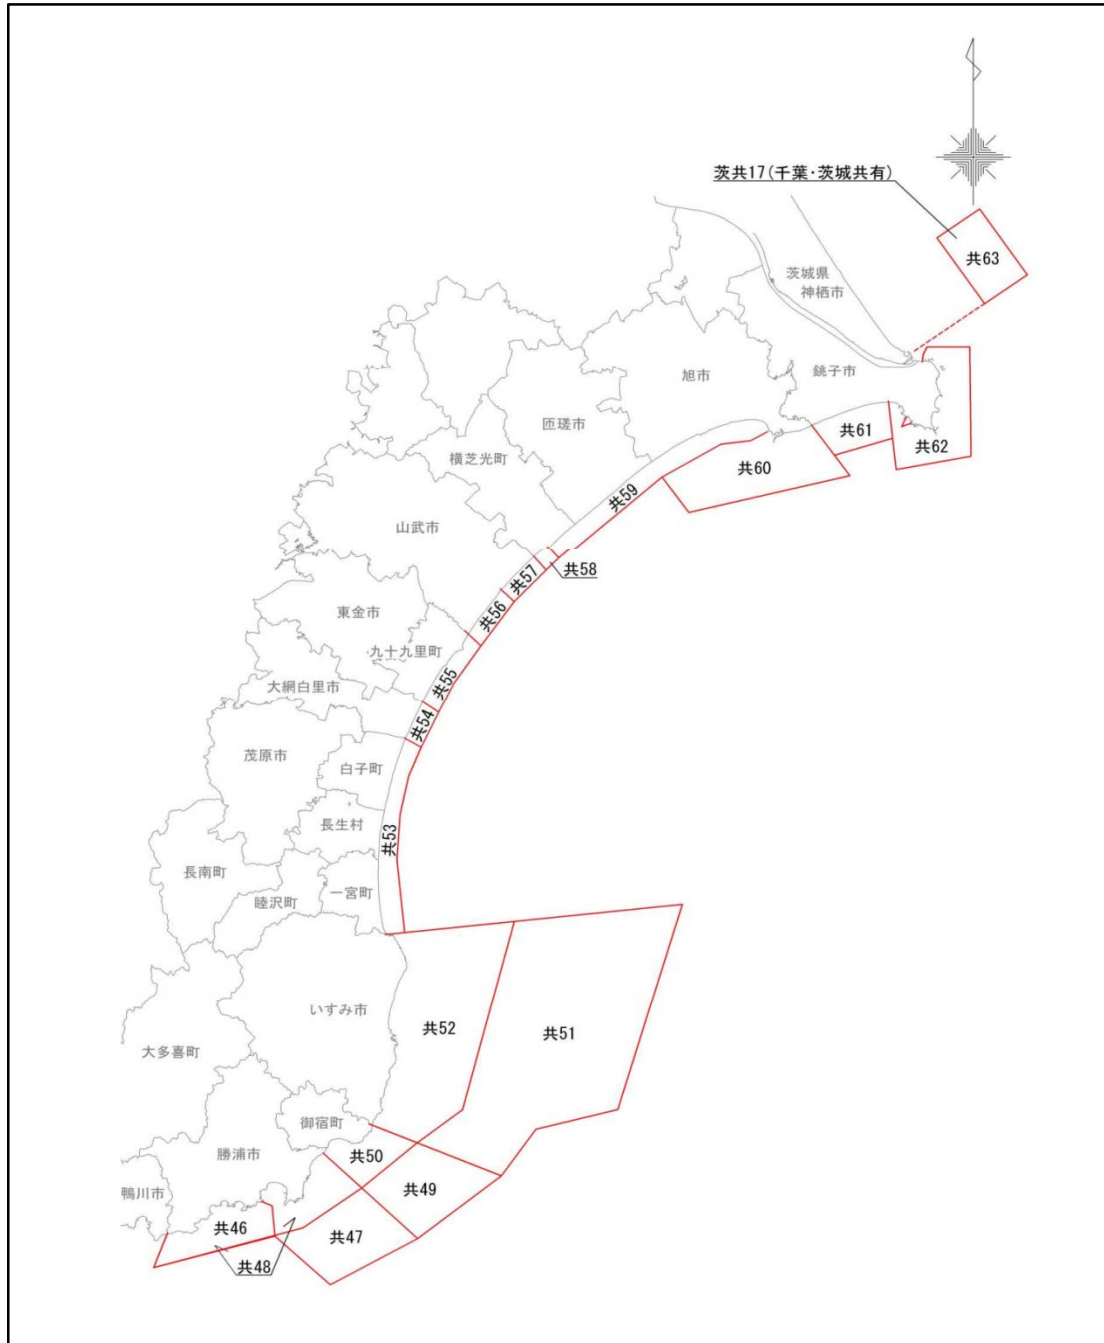 茨共17(千葉・茨城共有)
共63
茨城県
神栖市
旭市
銚子市
匝瑳市
共61
横芝光町
共62
共60
共59
山武市
共58
共57
共56
東金市
九十九里町
共55
大網白里市
共54
茂原市
白子町
長生村
共53
長南町
一宮町
睦沢町
いすみ市
共52
共51
大多喜町
御宿町
勝浦市
共50
共49
鴨川市
共46
共47
共48